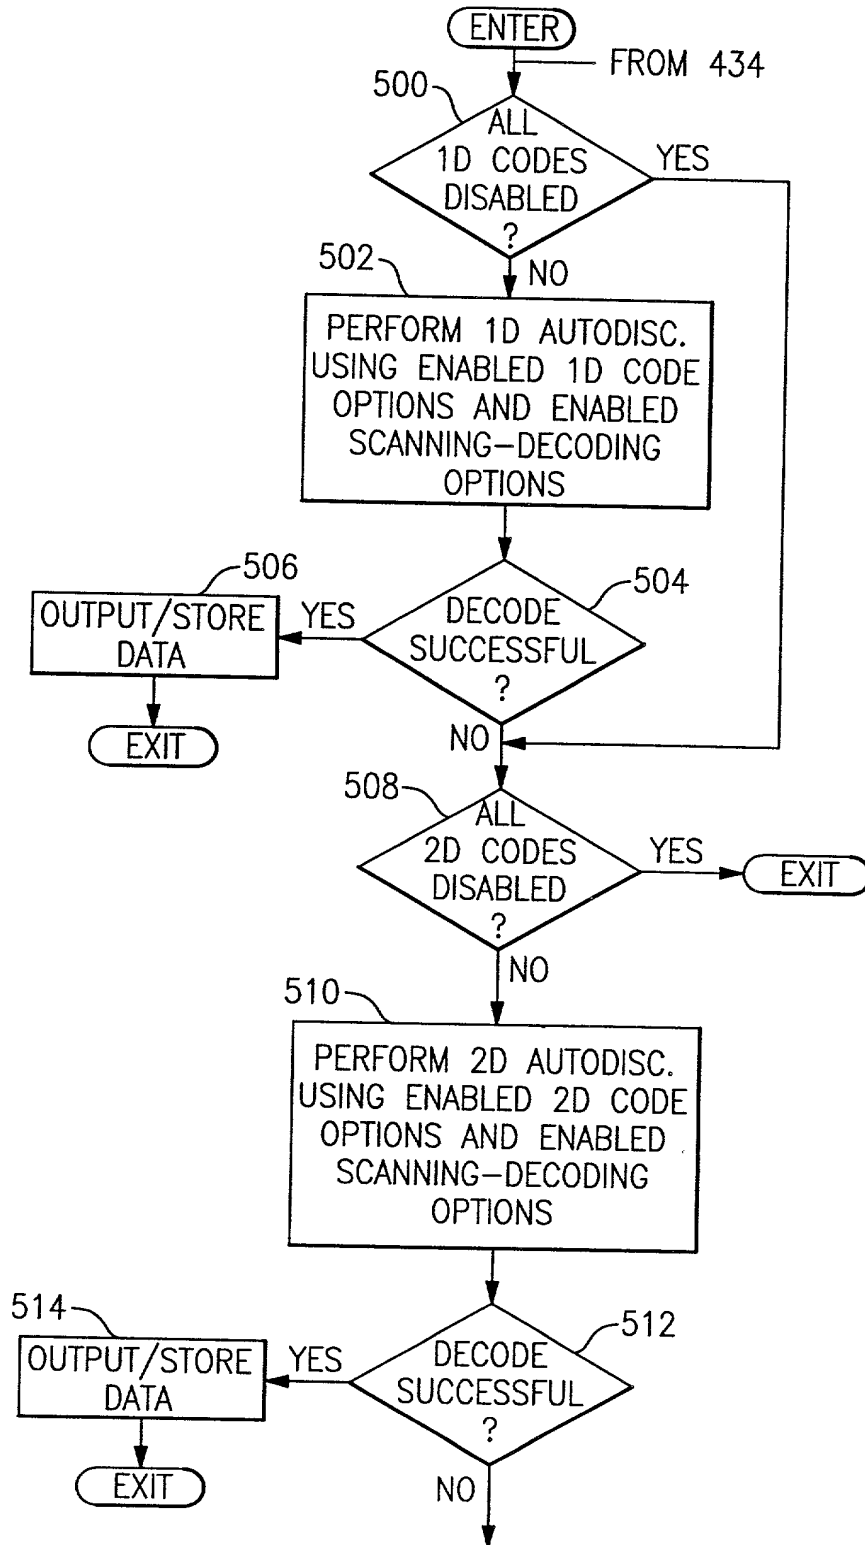 ENTER
FROM 434
500
ALL
1D CODES
DISABLED
?
YES
NO
502
PERFORM 1D AUTODISC.
USING ENABLED 1D CODE
OPTIONS AND ENABLED
SCANNING-DECODING
OPTIONS
504
DECODE
SUCCESSFUL
?
YES
506
OUTPUT/STORE
DATA
EXIT
NO
508
ALL
2D CODES
DISABLED
?
YES
EXIT
NO
510
PERFORM 2D AUTODISC.
USING ENABLED 2D CODE
OPTIONS AND ENABLED
SCANNING-DECODING
OPTIONS
512
DECODE
SUCCESSFUL
?
YES
514
OUTPUT/STORE
DATA
EXIT
NO